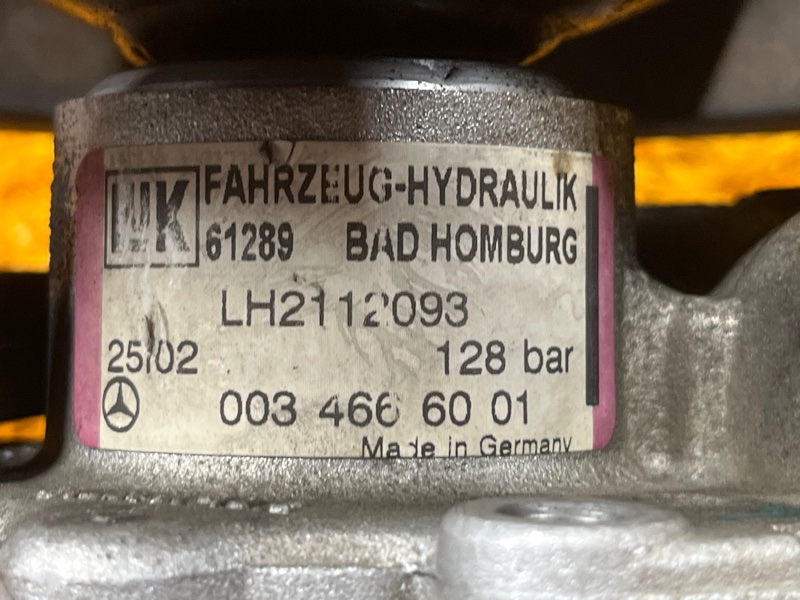 LUK FAHRZEUG-HYDRAULIK
61289 BAD HOMBURG
LH2112093
25/02 128 bar
003 466 60 01
Made in Germany